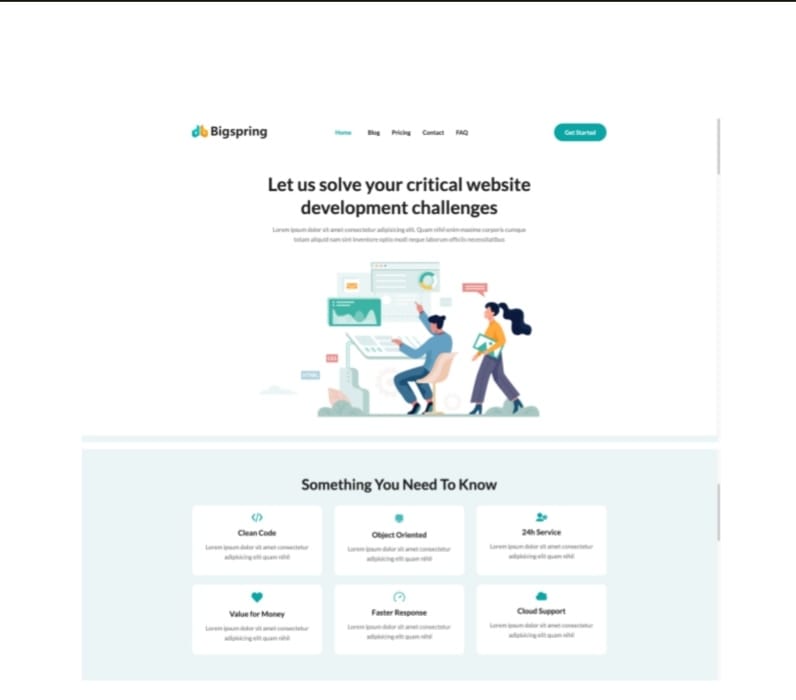 Bigspring
Home Blog Pricing Contact FAQ
Get Started
Let us solve your critical website
development challenges
Lorem ipsum dolor sit amet consectetur adipisicing elit. Quam nihil enim maxime corporis cumque
totam aliquid nam sint inventore optio modi neque laborum officiis necessitatibus
CSS
HTML
Something You Need To Know
Clean Code
Lorem ipsum dolor sit amet consectetur
adipisicing elit quam nihil
Object Oriented
Lorem ipsum dolor sit amet consectetur
adipisicing elit quam nihil
24h Service
Lorem ipsum dolor sit amet consectetur
adipisicing elit quam nihil
Value for Money
Lorem ipsum dolor sit amet consectetur
adipisicing elit quam nihil
Faster Response
Lorem ipsum dolor sit amet consectetur
adipisicing elit quam nihil
Cloud Support
Lorem ipsum dolor sit amet consectetur
adipisicing elit quam nihil